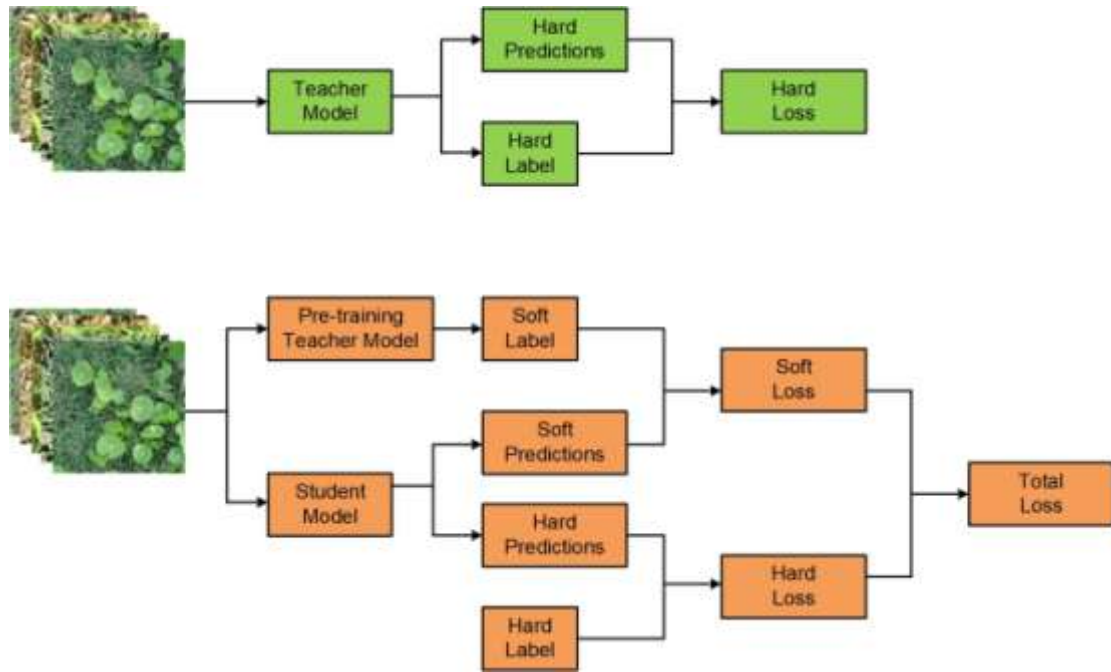 Hard
Predictions
Teacher
Model
Hard
Loss
Hard
Label
Pre-training
Teacher Model
Soft
Label
Soft
Loss
Soft
Predictions
Student
Model
Total
Loss
Hard
Predictions
Hard
Loss
Hard
Label